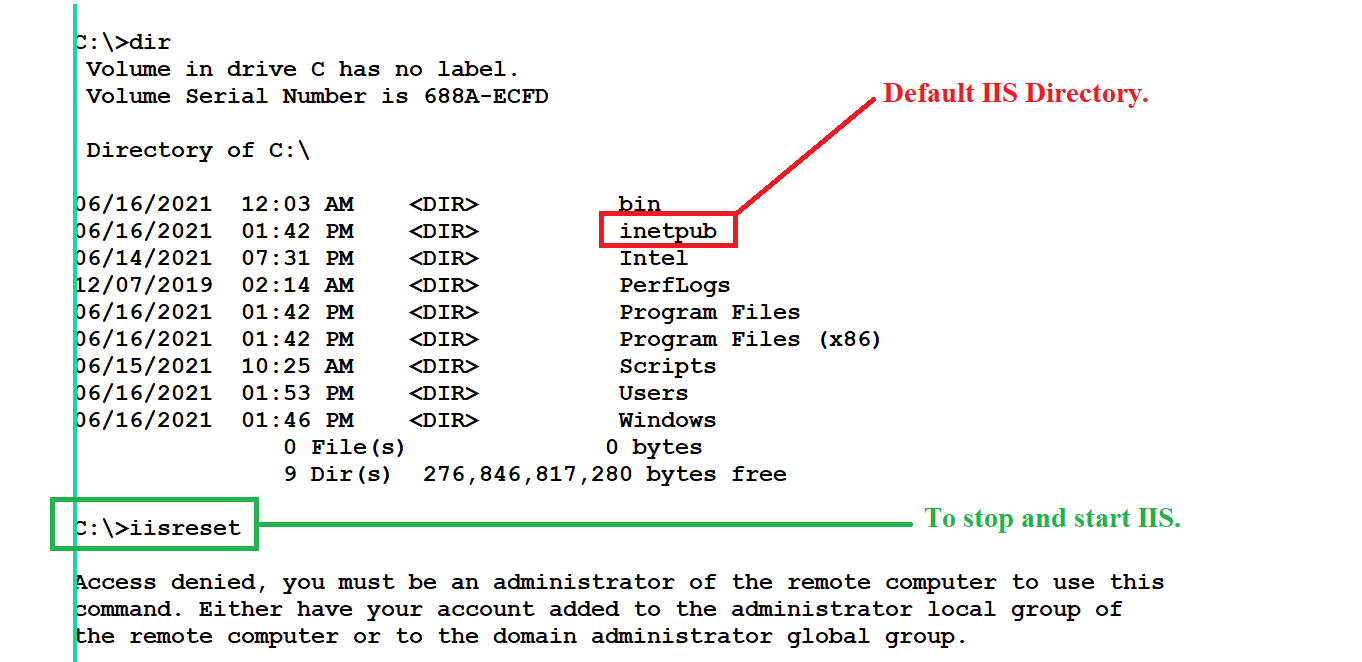 C:\>dir
Volume in drive C has no label.
Volume Serial Number is 688A-ECFD
Default IIS Directory.
Directory of C:\
06/16/2021 12:03 AM <DIR> bin
06/16/2021 01:42 PM <DIR> inetpub
06/14/2021 07:31 PM <DIR> Intel
12/07/2019 02:14 AM <DIR> PerfLogs
06/16/2021 01:42 PM <DIR> Program Files
06/16/2021 01:42 PM <DIR> Program Files (x86)
06/15/2021 10:25 AM <DIR> Scripts
06/16/2021 01:53 PM <DIR> Users
06/16/2021 01:46 PM <DIR> Windows
0 File(s) 0 bytes
9 Dir(s) 276,846,817,280 bytes free
C:\>iisreset
To stop and start IIS.
Access denied, you must be an administrator of the remote computer to use this
command. Either have your account added to the administrator local group of
the remote computer or to the domain administrator global group.